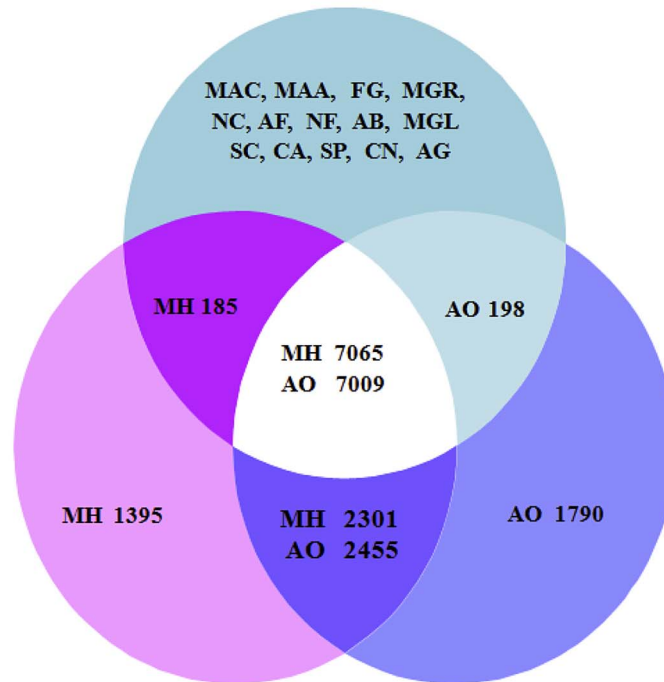 MAC, MAA, FG, MGR,
NC, AF, NF, AB, MGL
SC, CA, SP, CN, AG
MH 185
AO 198
MH 7065
AO 7009
MH 1395
MH 2301
AO 2455
AO 1790